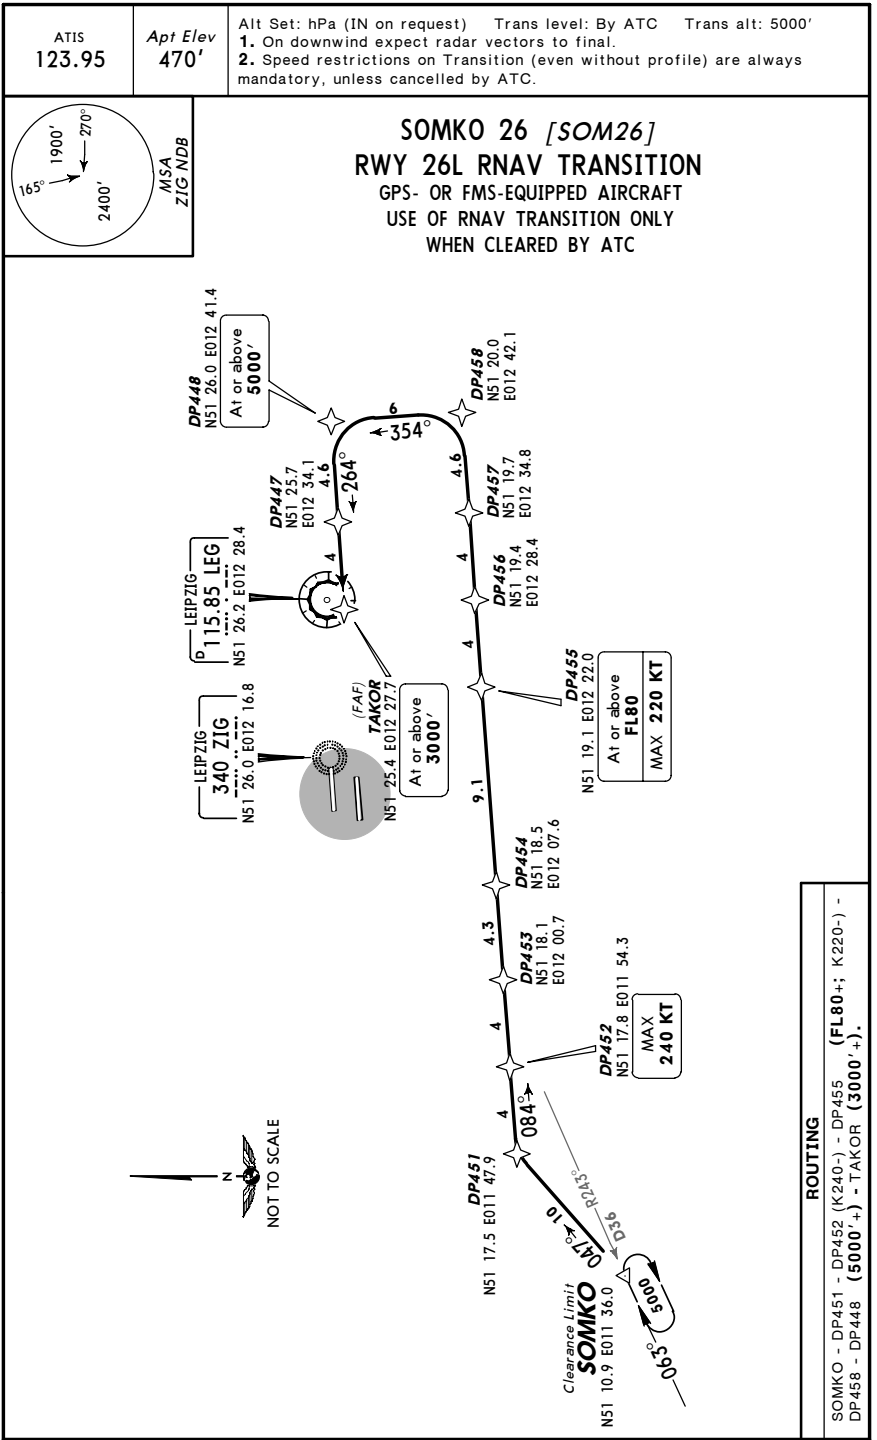 ATIS
123.95
Apt Elev
470'
Alt Set: hPa (IN on request) Trans level: By ATC Trans alt: 5000'
1. On downwind expect radar vectors to final.
2. Speed restrictions on Transition (even without profile) are always
mandatory, unless cancelled by ATC.
MSA
ZIG NDB
270°
1900'
165°
2400'
SOMKO 26 [SOM26]
RWY 26L RNAV TRANSITION
GPS- OR FMS-EQUIPPED AIRCRAFT
USE OF RNAV TRANSITION ONLY
WHEN CLEARED BY ATC
DP448
N51 26.0 E012 41.4
At or above
5000'
DP458
N51 20.0
E012 42.1
6
354°
4.6
264°
DP447
N51 25.7
E012 34.1
4.6
DP457
N51 19.7
E012 34.8
4
LEIPZIG
D 115.85 LEG
N51 26.2 E012 28.4
4
DP456
N51 19.4
E012 28.4
4
(FAF)
TAKOR
N51 25.4 E012 27.7
At or above
3000'
LEIPZIG
340 ZIG
N51 26.0 E012 16.8
DP455
N51 19.1 E012 22.0
At or above
FL80
MAX 220 KT
9.1
DP454
N51 18.5
E012 07.6
4.3
DP453
N51 18.1
E012 00.7
4
DP452
N51 17.8 E011 54.3
MAX
240 KT
4
084°
DP451
N51 17.5 E011 47.9
047°
10
D36 R243°
Clearance Limit
SOMKO
N51 10.9 E011 36.0
5000
063°
N
NOT TO SCALE
ROUTING
SOMKO - DP451 - DP452 (K240-) - DP455 (FL80+; K220-) -
DP458 - DP448 (5000'+) - TAKOR (3000'+).